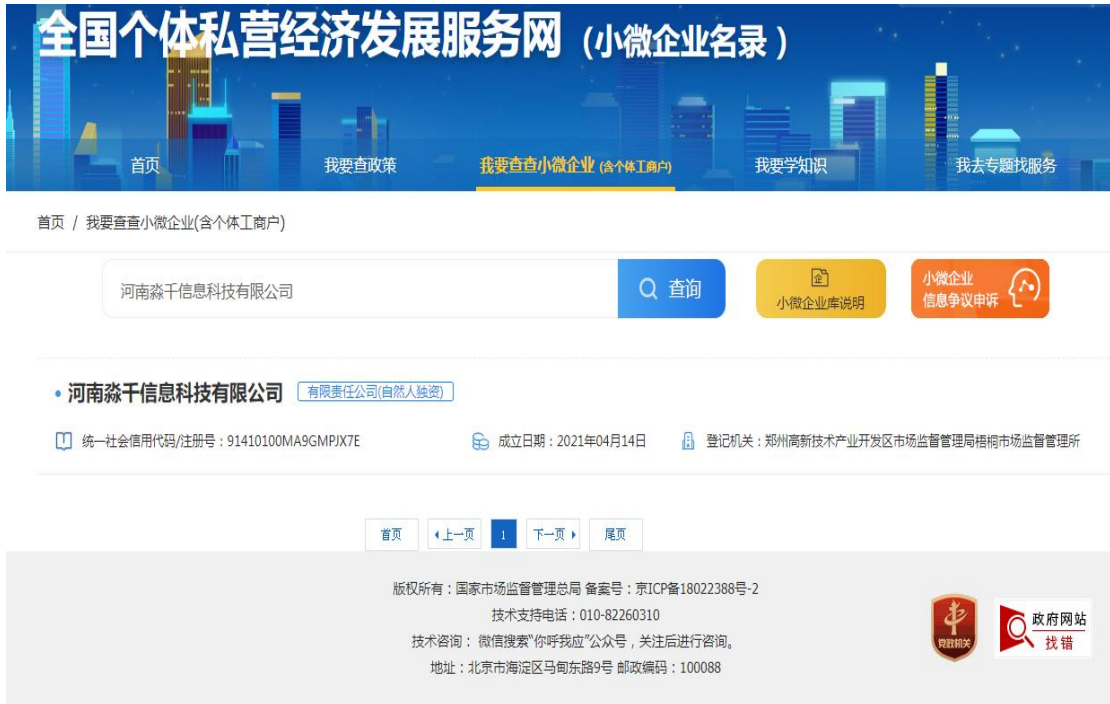 全国个体私营经济发展服务网（小微企业名录）
首页 我要查政策 我要查查小微企业 (含个体工商户) 我要学知识 我去专题找服务
首页 / 我要查查小微企业(含个体工商户)
河南淼千信息科技有限公司 查询 小微企业库说明 小微企业
信息争议申诉
河南淼千信息科技有限公司 有限责任公司(自然人独资)
统一社会信用代码/注册号：91410100MA9GMPJX7E 成立日期：2021年04月14日 登记机关：郑州高新技术产业开发区市场监督管理局梧桐市场监督管理所
首页 上一页 1 下一页 尾页
版权所有：国家市场监督管理总局 备案号：京ICP备18022388号-2
技术支持电话：010-82260310
技术咨询： 微信搜索“你呼我应”公众号，关注后进行咨询。
地址：北京市海淀区马甸东路9号 邮政编码：100088
党政机关
政府网站
找错